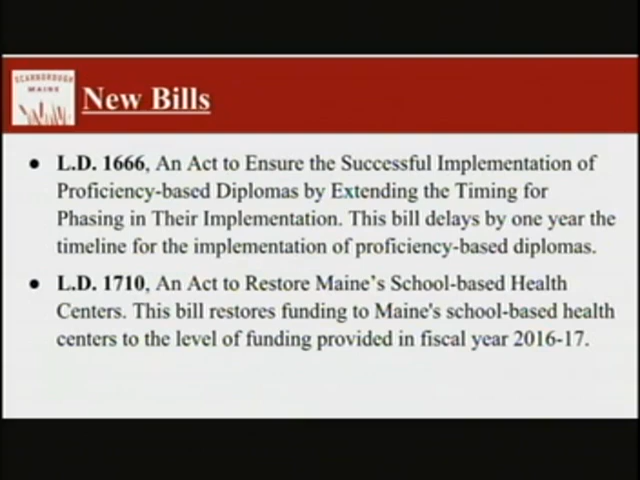 SCARBOROUGH
MAINE
New Bills
● L.D. 1666, An Act to Ensure the Successful Implementation of
Proficiency-based Diplomas by Extending the Timing for
Phasing in Their Implementation. This bill delays by one year the
timeline for the implementation of proficiency-based diplomas.
● L.D. 1710, An Act to Restore Maine's School-based Health
Centers. This bill restores funding to Maine's school-based health
centers to the level of funding provided in fiscal year 2016-17.